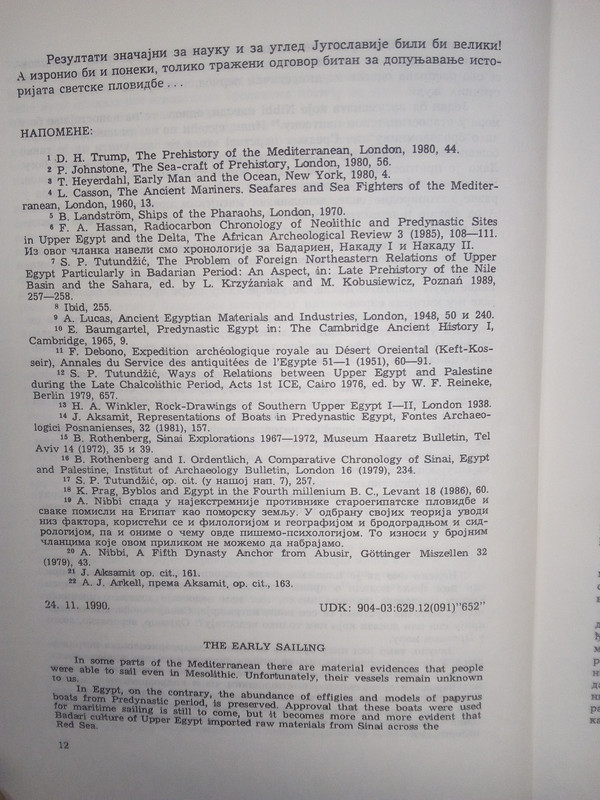 Резултати значајни за науку и за углед Југославије били би велики!
А изронио би и понеки, толико тражени одговор битан за допуњавање исто-
ријата светске пловидбе . . .
НАПОМЕНЕ:
1 D. H. Trump, The Prehistory of the Mediterranean, London, 1980, 44.
2 P. Johnstone, The Sea-craft of Prehistory, London, 1980, 56.
3 T. Heyerdahl, Early Man and the Ocean, New York, 1980, 4.
4 L. Casson, The Ancient Mariners. Seafares and Sea Fighters of the Mediter-
ranean, London, 1960, 13.
5 B. Landström, Ships of the Pharaohs, London, 1970.
6 F. A. Hassan, Radiocarbon Chronology of Neolithic and Predynastic Sites
in Upper Egypt and the Delta, The African Archeological Review 3 (1985), 108—111.
Из овог чланка навели смо хронологије за Бадариен, Накаду I и Накаду II.
7 S. P. Tutundžić, The Problem of Foreign Northeastern Relations of Upper
Egypt Particularly in Badarian Period: An Aspect, in: Late Prehistory of the Nile
Basin and the Sahara, ed. by L. Krzyżaniak and M. Kobusiewicz, Poznań 1989,
257—258.
8 Ibid, 255.
9 A. Lucas, Ancient Egyptian Materials and Industries, London, 1948, 50 и 240.
10 E. Baumgartel, Predynastic Egypt in: The Cambridge Ancient History I,
Cambridge, 1965, 9.
11 F. Debono, Expedition archéologique royale au Désert Oreiental (Keft-Kos-
seir), Annales du Service des antiquitées de l'Egypte 51—1 (1951), 60—91.
12 S. P. Tutundžić, Ways of Relations between Upper Egypt and Palestine
during the Late Chalcolithic Period, Acts 1st ICE, Cairo 1976, ed. by W. F. Reineke,
Berlin 1979, 657.
13 H. A. Winkler, Rock-Drawings of Southern Upper Egypt I—II, London 1938.
14 J. Aksamit, Representations of Boats in Predynastic Egypt, Fontes Archaeo-
logici Posnanienses, 32 (1981), 157.
15 B. Rothenberg, Sinai Explorations 1967—1972, Museum Haaretz Bulletin, Tel
Aviv 14 (1972), 35 и 39.
16 B. Rothenberg and I. Ordentlich, A Comparative Chronology of Sinai, Egypt
and Palestine, Institut of Archaeology Bulletin, London 16 (1979), 234.
17 S. P. Tutundžić, op. cit. (у нашој нап. 7), 257.
18 K. Prag, Byblos and Egypt in the Fourth millenium B. C., Levant 18 (1986), 60.
19 A. Nibbi спада у најекстремније противнике староегипатске пловидбе и
сваке помисли на Египат као поморску земљу. У одбрану својих теорија уводи
низ фактора, користећи се и филологијом и географијом и бродоградњом и сид-
рологијом, па и ониме о чему овде пишемо-психологијом. То износи у бројним
чланцима које овом приликом не можемо да набрајамо.
20 A. Nibbi, A Fifth Dynasty Anchor from Abusir, Göttinger Miszellen 32
(1979), 43.
21 J. Aksamit op. cit., 161.
22 A. J. Arkell, према Aksamit, op. cit., 163.
24. 11. 1990.
UDK: 904-03:629.12(091)"652"
THE EARLY SAILING
In some parts of the Mediterranean there are material evidences that people
were able to sail even in Mesolithic. Unfortunately, their vessels remain unknown
to us.
In Egypt, on the contrary, the abundance of effigies and models of papyrus
boats from Predynastic period, is preserved. Approval that these boats were used
for maritime sailing is still to come, but it becomes more and more evident that
Badari culture of Upper Egypt imported raw materials from Sinai across the
Red Sea.
12